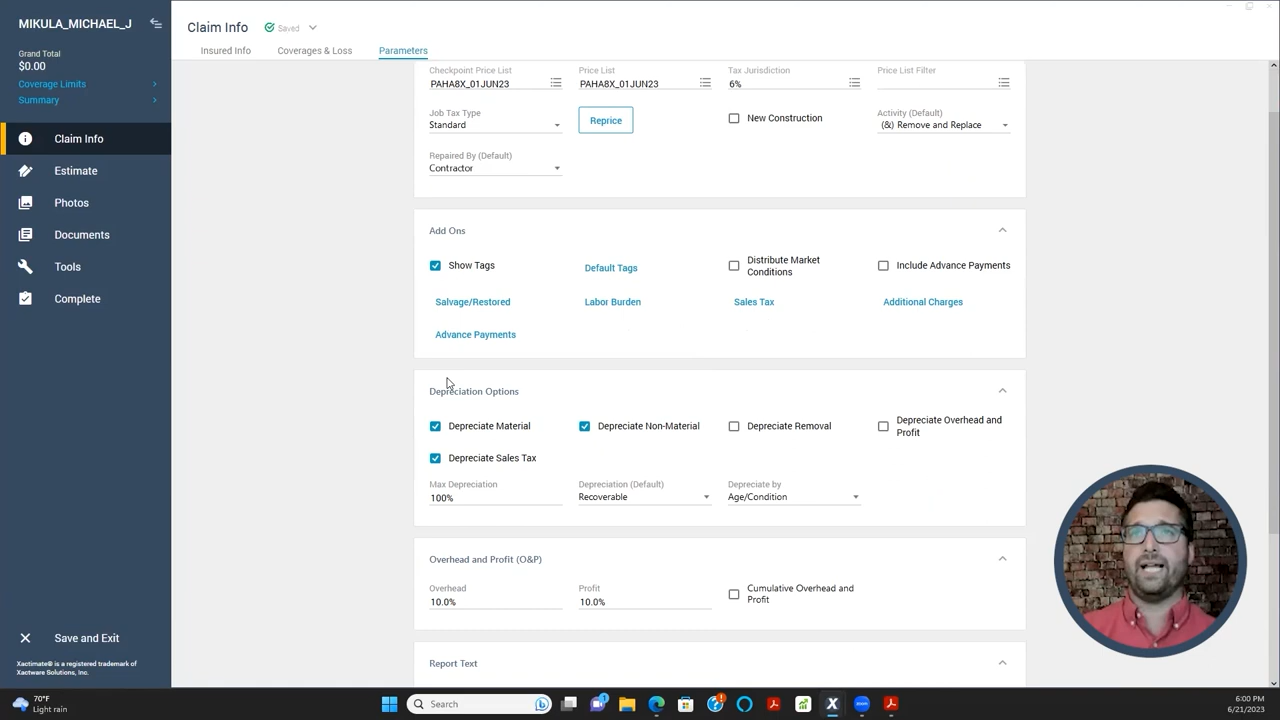 MIKULA_MICHAEL_J
Grand Total
$0.00
Coverage Limits
Summary
Claim Info
Estimate
Photos
Documents
Tools
Complete
Save and Exit
Xactimate® is a registered trademark of
Xactware Solutions, Inc.
Claim Info
Saved
Insured Info
Coverages & Loss
Parameters
Checkpoint Price List
PAHA8X_01JUN23
Price List
PAHA8X_01JUN23
Tax Jurisdiction
6%
Price List Filter
Job Tax Type
Standard
Reprice
New Construction
Activity (Default)
(&) Remove and Replace
Repaired By (Default)
Contractor
Add Ons
Show Tags
Default Tags
Distribute Market
Conditions
Include Advance Payments
Salvage/Restored
Labor Burden
Sales Tax
Additional Charges
Advance Payments
Depreciation Options
Depreciate Material
Depreciate Non-Material
Depreciate Removal
Depreciate Overhead and
Profit
Depreciate Sales Tax
Max Depreciation
100%
Depreciation (Default)
Recoverable
Depreciate by
Age/Condition
Overhead and Profit (O&P)
Overhead
10.0%
Profit
10.0%
Cumulative Overhead and
Profit
Report Text
70°F
Light rain
Search
6:00 PM
6/21/2023